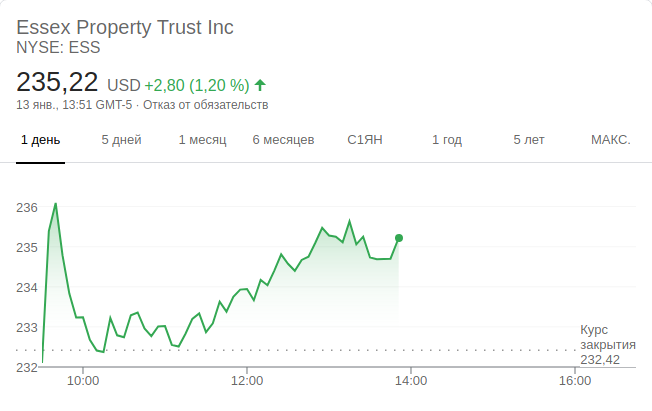 Essex Property Trust Inc
NYSE: ESS
235,22 USD +2,80 (1,20 %)
13 янв., 13:51 GMT-5 · Отказ от обязательств
1 день 5 дней 1 месяц 6 месяцев С1ЯН 1 год 5 лет МАКС.
236
235
234
233
232
Курс
закрытия
232,42
10:00 12:00 14:00 16:00